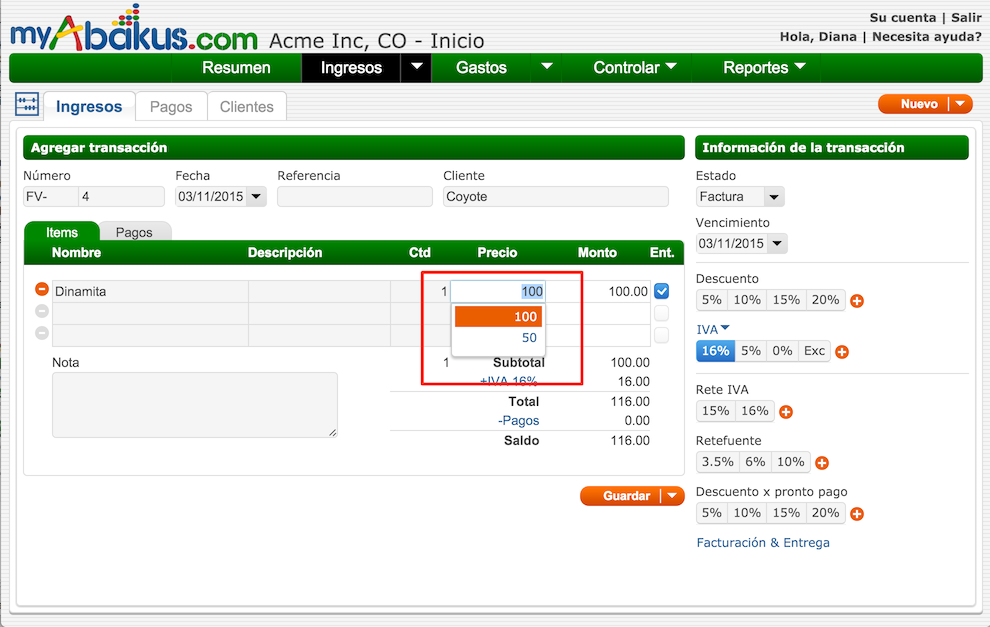 Su cuenta | Salir
myAbakus.com Acme Inc, CO - Inicio
Hola, Diana | Necesita ayuda?
Resumen Ingresos Gastos Controlar Reportes
Ingresos Pagos Clientes Nuevo
Agregar transacción
Número Fecha Referencia Cliente
FV- 4 03/11/2015 Coyote
Items Pagos
Nombre Descripción Ctd Precio Monto Ent.
Dinamita 1 100 100.00
100
50
Nota 1 Subtotal 100.00
+IVA 16% 16.00
Total 116.00
-Pagos 0.00
Saldo 116.00
Guardar
Información de la transacción
Estado
Factura
Vencimiento
03/11/2015
Descuento
5% 10% 15% 20%
IVA
16% 5% 0% Exc
Rete IVA
15% 16%
Retefuente
3.5% 6% 10%
Descuento x pronto pago
5% 10% 15% 20%
Facturación & Entrega